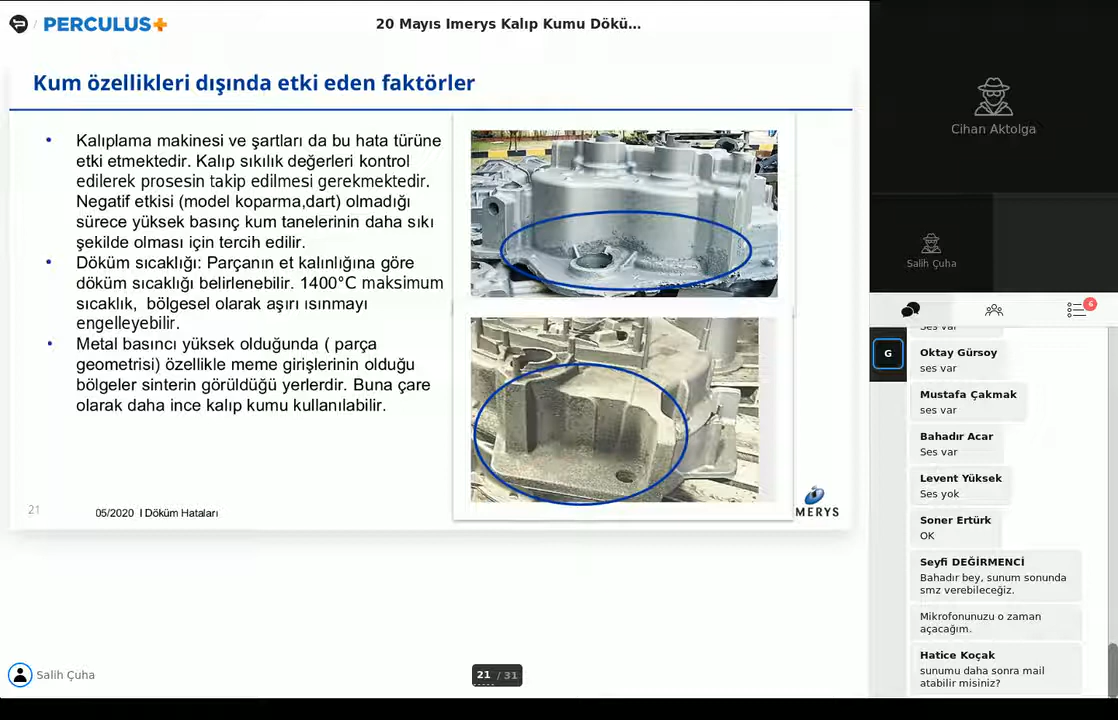 PERCULUS+
20 Mayıs Imerys Kalıp Kumu Dökü...
Kum özellikleri dışında etki eden faktörler
• Kalıplama makinesi ve şartları da bu hata türüne
etki etmektedir. Kalıp sıkılık değerleri kontrol
edilerek prosesin takip edilmesi gerekmektedir.
Negatif etkisi (model koparma,dart) olmadığı
sürece yüksek basınç kum tanelerinin daha sıkı
şekilde olması için tercih edilir.
• Döküm sıcaklığı: Parçanın et kalınlığına göre
döküm sıcaklığı belirlenebilir. 1400°C maksimum
sıcaklık, bölgesel olarak aşırı ısınmayı
engelleyebilir.
• Metal basıncı yüksek olduğunda ( parça
geometrisi) özellikle meme girişlerinin olduğu
bölgeler sinterin görüldüğü yerlerdir. Buna çare
olarak daha ince kalıp kumu kullanılabilir.
21
05/2020 I Döküm Hataları
IMERYS
Salih Çuha
21 / 31
Cihan Aktolga
Salih Çuha
6
G
Ses var
Oktay Gürsoy
ses var
Mustafa Çakmak
ses var
Bahadır Acar
Ses var
Levent Yüksek
Ses yok
Soner Ertürk
OK
Seyfi DEĞİRMENCİ
Bahadır bey, sunum sonunda
smz verebileceğiz.
Mikrofonunuzu o zaman
açacağım.
Hatice Koçak
sunumu daha sonra mail
atabilir misiniz?